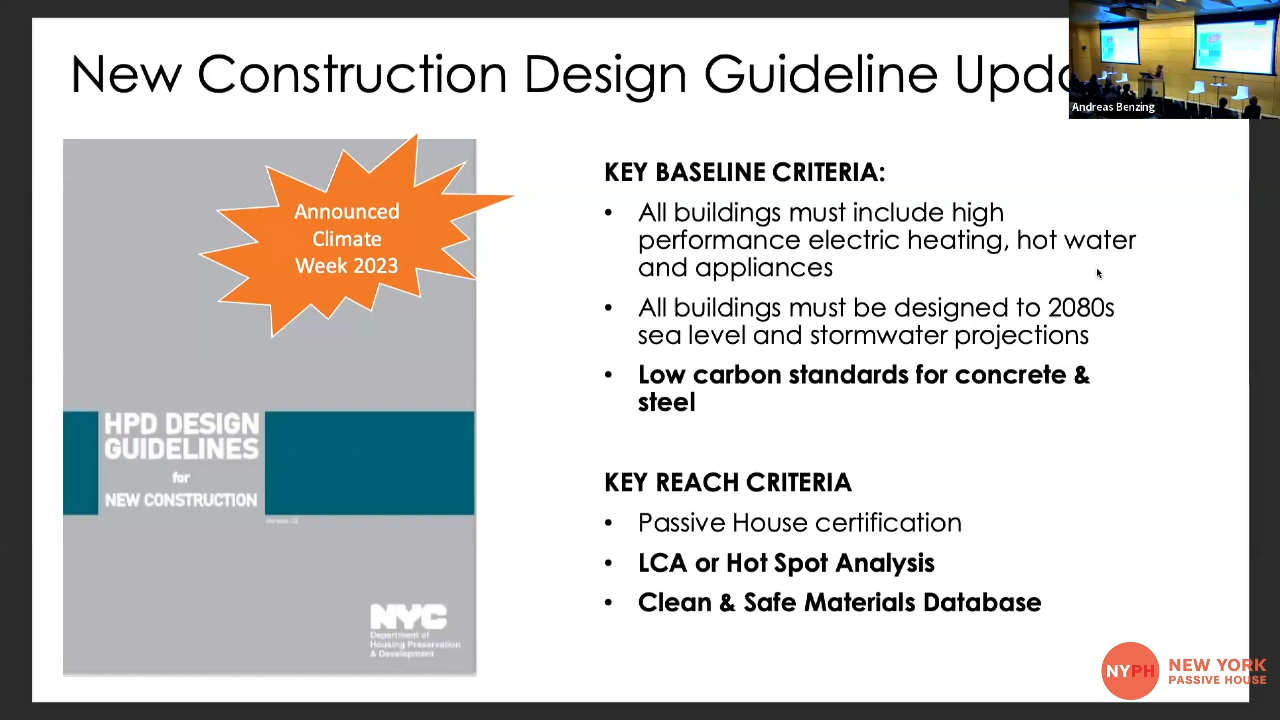 New Construction Design Guideline Upd
Andreas Benzing
Announced
Climate
Week 2023
HPD DESIGN
GUIDELINES
for
NEW CONSTRUCTION
NYC
Department of
Housing Preservation
& Development
KEY BASELINE CRITERIA:
• All buildings must include high
performance electric heating, hot water
and appliances
• All buildings must be designed to 2080s
sea level and stormwater projections
• Low carbon standards for concrete &
steel
KEY REACH CRITERIA
• Passive House certification
• LCA or Hot Spot Analysis
• Clean & Safe Materials Database
NYPH NEW YORK
PASSIVE HOUSE